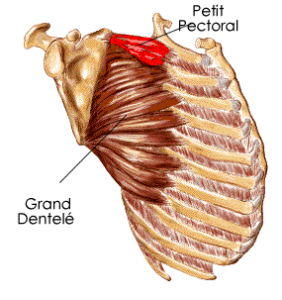 Petit
Pectoral
Grand
Dentelé